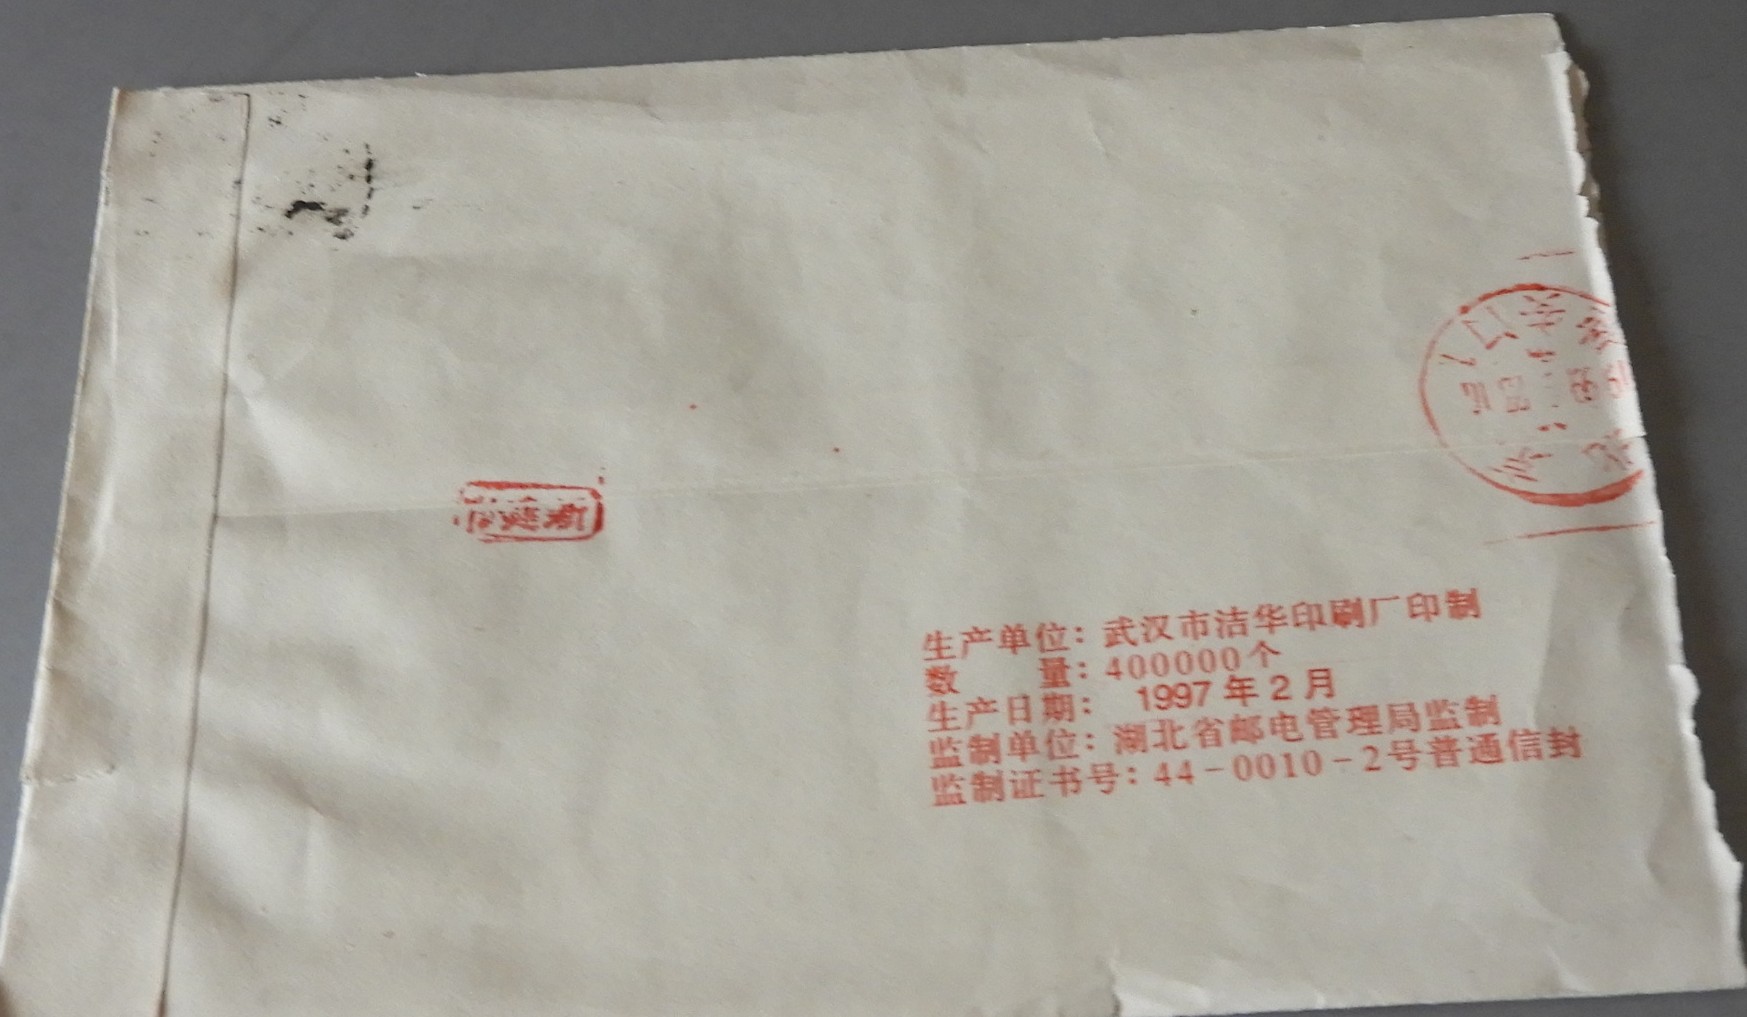 生产单位：武汉市洁华印刷厂印制
数　　量：400000个
生产日期：　1997年2月
监制单位：湖北省邮电管理局监制
监制证书号：44-0010-2号普通信封